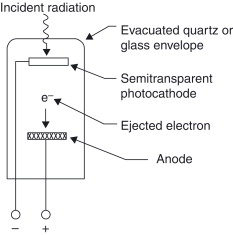 Incident radiation
Evacuated quartz or
glass envelope
Semitransparent
photocathode
e–
Ejected electron
Anode
– +